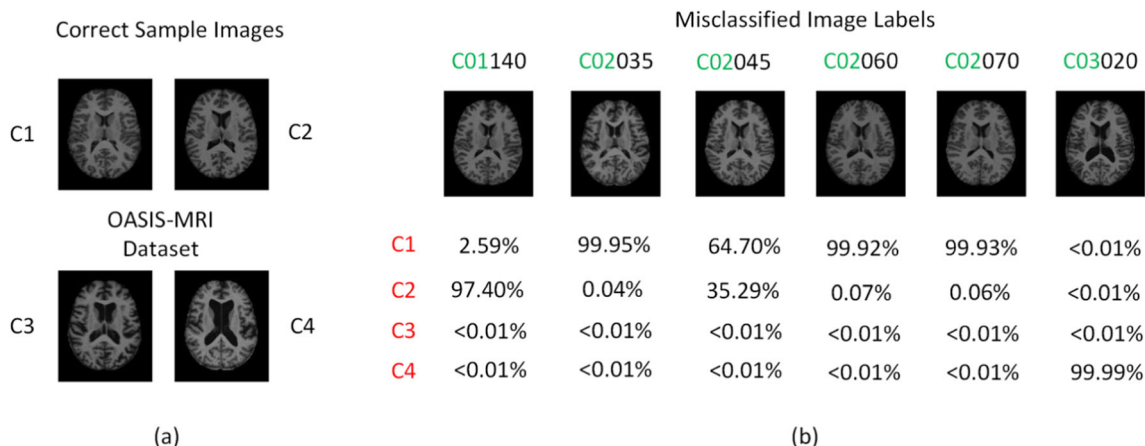 Correct Sample Images
C1
C2
OASIS-MRI
Dataset
C3
C4
(a)
Misclassified Image Labels
C01140 C02035 C02045 C02060 C02070 C03020
C1 2.59% 99.95% 64.70% 99.92% 99.93% <0.01%
C2 97.40% 0.04% 35.29% 0.07% 0.06% <0.01%
C3 <0.01% <0.01% <0.01% <0.01% <0.01% <0.01%
C4 <0.01% <0.01% <0.01% <0.01% <0.01% 99.99%
(b)